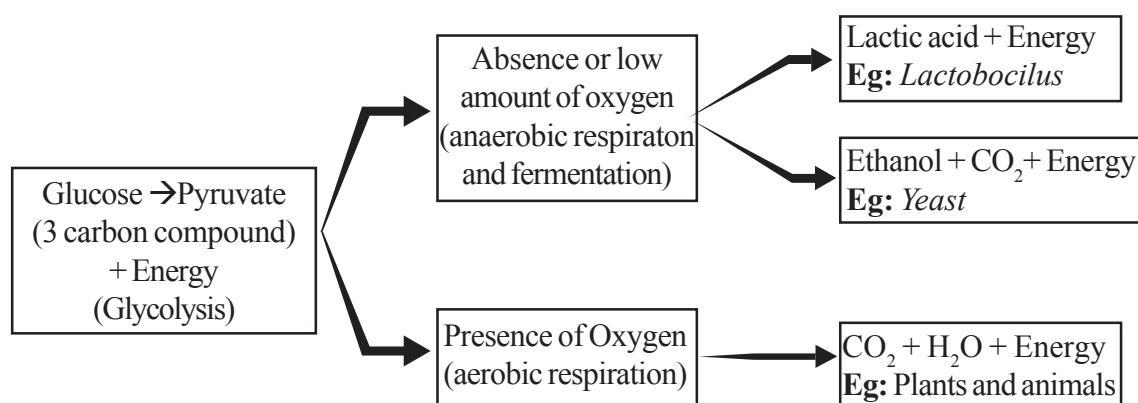 Glucose →Pyruvate
(3 carbon compound)
+ Energy
(Glycolysis)
Absence or low
amount of oxygen
(anaerobic respiraton
and fermentation)
Lactic acid + Energy
Eg: Lactobocilus
Ethanol + CO₂+ Energy
Eg: Yeast
Presence of Oxygen
(aerobic respiration)
CO₂ + H₂O + Energy
Eg: Plants and animals